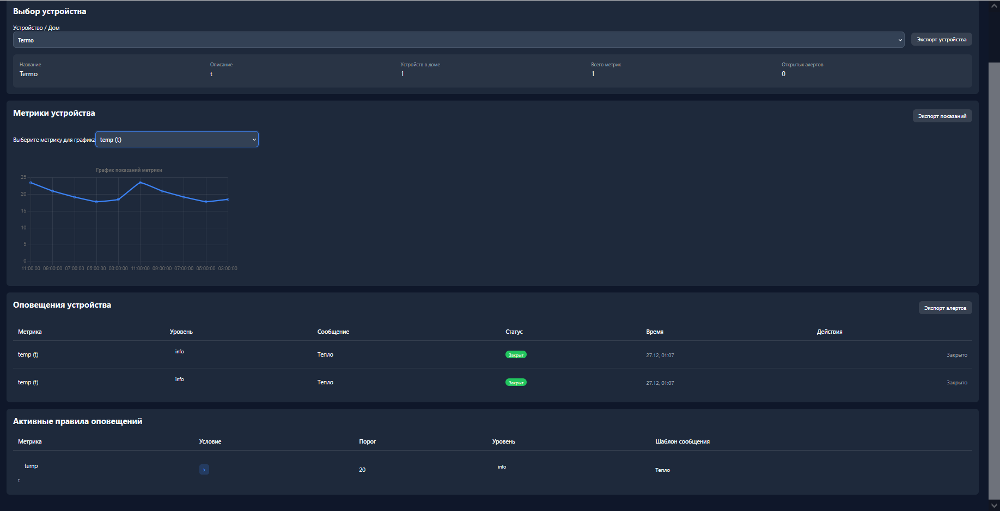 Выбор устройства
Устройство / Дом
Termo
Экспорт устройства
Название Описание Устройств в доме Всего метрик Открытых алертов
Termo t 1 1 0
Метрики устройства
Экспорт показаний
Выберите метрику для графика temp (t)
График показаний метрики
25
20
15
10
5
0
11:00:00 09:00:00 07:00:00 05:00:00 03:00:00 11:00:00 09:00:00 07:00:00 05:00:00 03:00:00
Оповещения устройства
Экспорт алертов
Метрика Уровень Сообщение Статус Время Действия
temp (t) info Тепло Закрыт 27.12, 01:07 Закрыто
temp (t) info Тепло Закрыт 27.12, 01:07 Закрыто
Активные правила оповещений
Метрика Условие Порог Уровень Шаблон сообщения
temp > 20 info Тепло
t